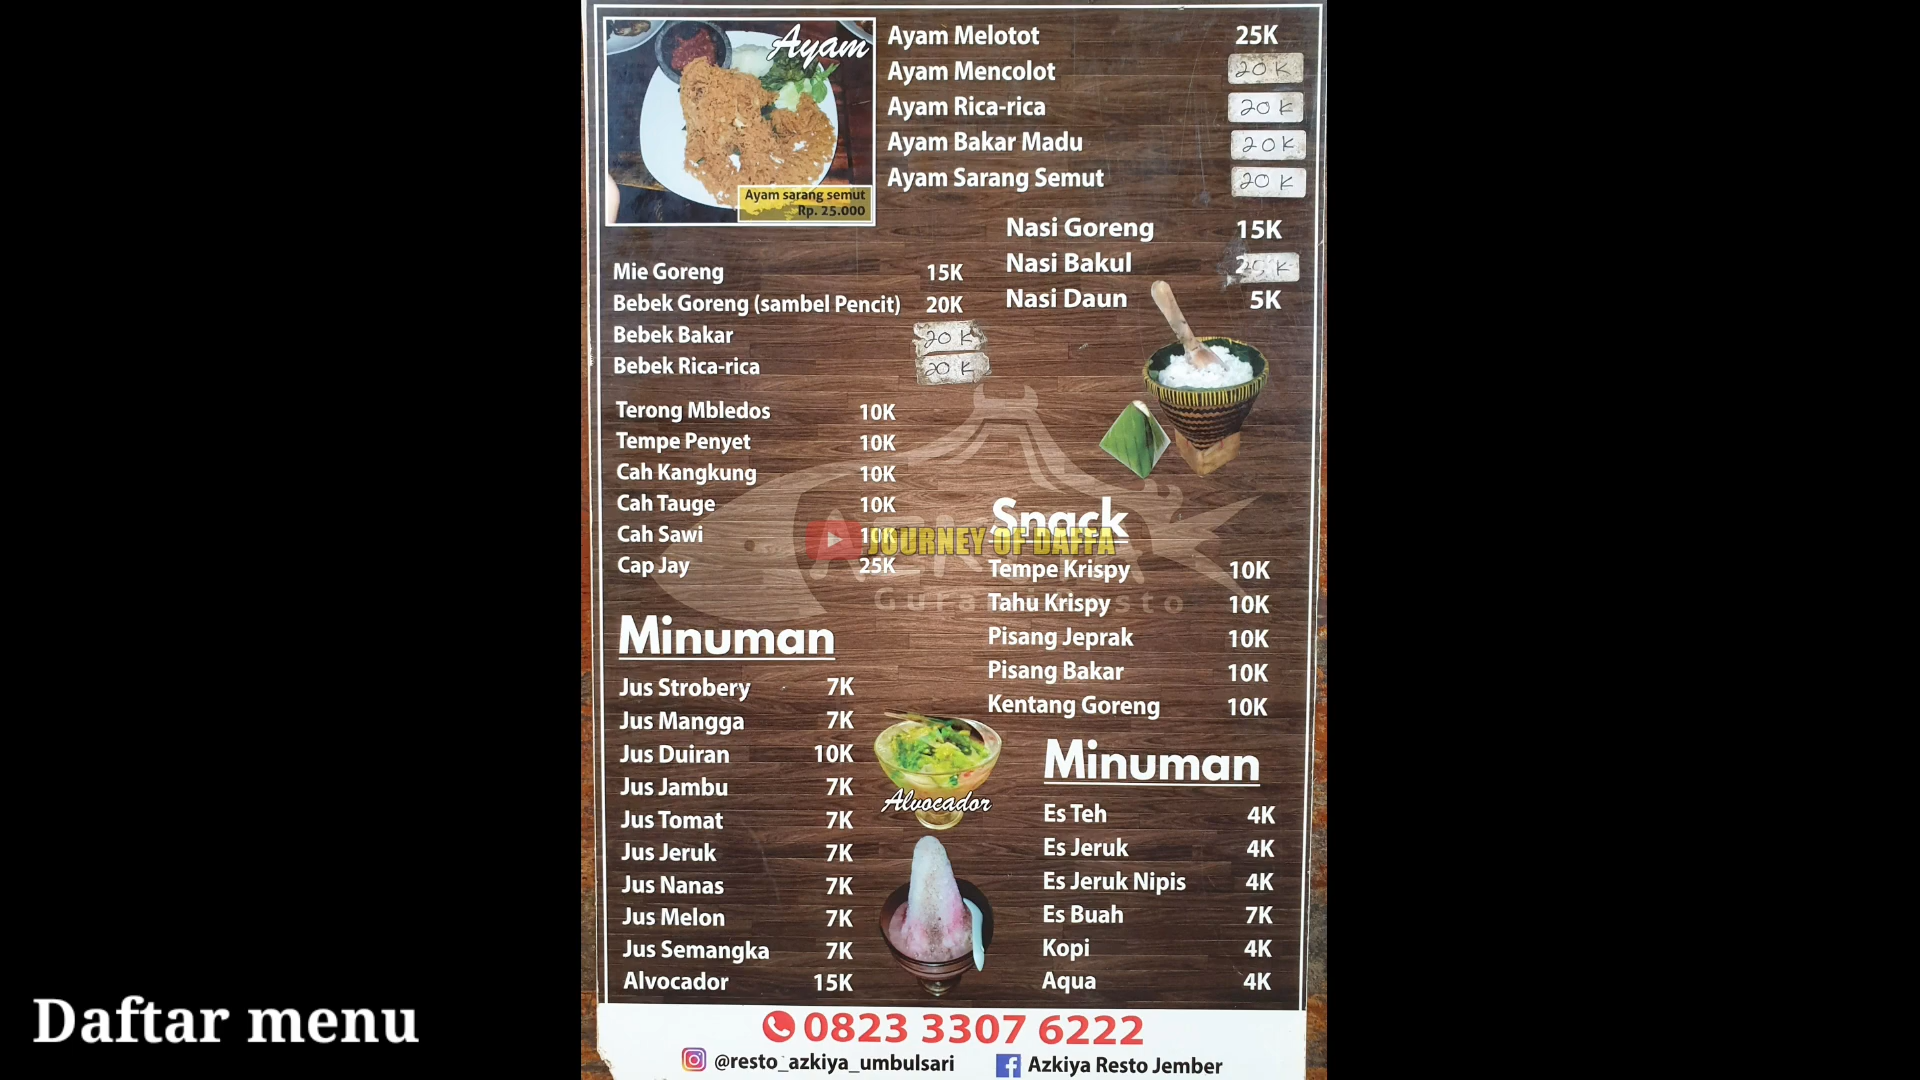 Ayam
Ayam sarang semut
Rp. 25.000
Ayam Melotot 25K
Ayam Mencolot 20 K
Ayam Rica-rica 20 K
Ayam Bakar Madu 20 K
Ayam Sarang Semut 20 K
Nasi Goreng 15K
Nasi Bakul
Nasi Daun 5K
Mie Goreng 15K
Bebek Goreng (sambel Pencit) 20K
Bebek Bakar 20 K
Bebek Rica-rica 20 K
Terong Mbledos 10K
Tempe Penyet 10K
Cah Kangkung 10K
Cah Tauge 10K
Cah Sawi 10K
Cap Jay 25K
JOURNEY OF DAFFA
Snack
Tempe Krispy 10K
Tahu Krispy 10K
Pisang Jeprak 10K
Pisang Bakar 10K
Kentang Goreng 10K
Minuman
Jus Strobery 7K
Jus Mangga 7K
Jus Duiran 10K
Jus Jambu 7K
Jus Tomat 7K
Jus Jeruk 7K
Jus Nanas 7K
Jus Melon 7K
Jus Semangka 7K
Alvocador 15K
Alvocador
Minuman
Es Teh 4K
Es Jeruk 4K
Es Jeruk Nipis 4K
Es Buah 7K
Kopi 4K
Aqua 4K
0823 3307 6222
@resto_azkiya_umbulsari
Azkiya Resto Jember
Daftar menu